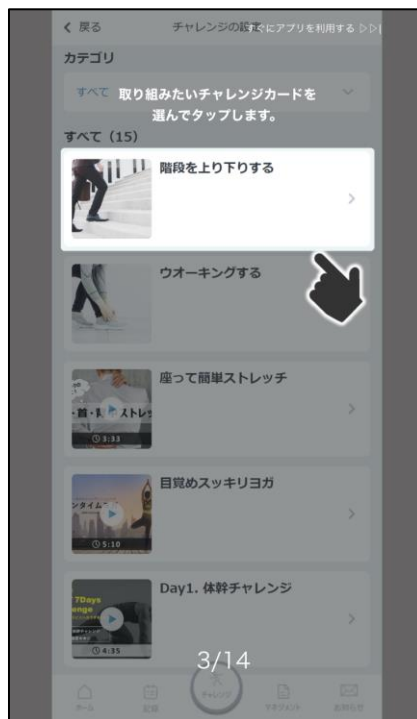 戻る
チャレンジの設定
すぐにアプリを利用する
カテゴリ
すべて
取り組みたいチャレンジカードを
選んでタップします。
すべて（15）
階段を上り下りする
ウオーキングする
座って簡単ストレッチ
3:33
目覚めスッキリヨガ
5:10
Day1. 体幹チャレンジ
7Days
4:35
3/14
ホーム
記録
チャレンジ
マネジメント
お知らせ